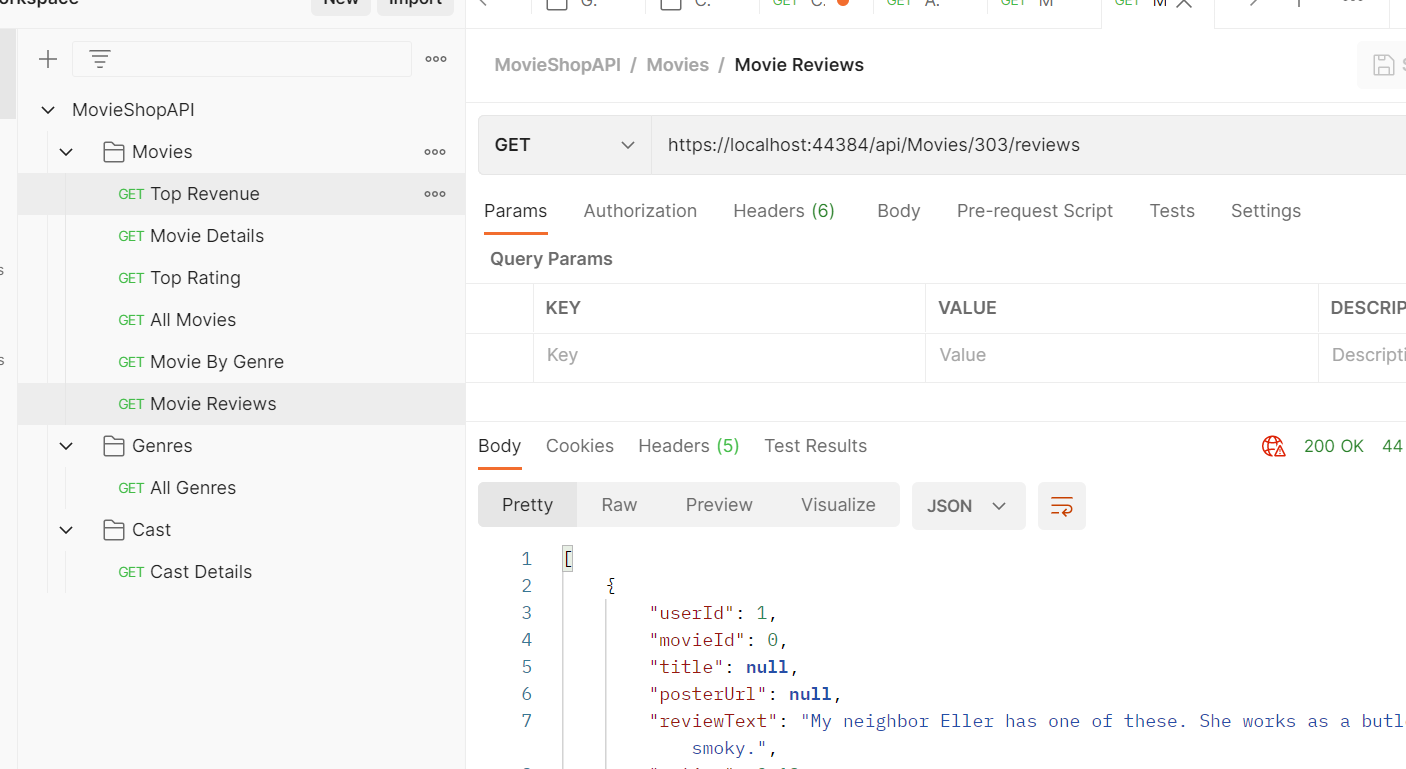 New
Import
GET
GET
GET M
GET M
MovieShopAPI / Movies / Movie Reviews
MovieShopAPI
Movies
GET Top Revenue
GET Movie Details
GET Top Rating
GET All Movies
GET Movie By Genre
GET Movie Reviews
Genres
GET All Genres
Cast
GET Cast Details
GET
https://localhost:44384/api/Movies/303/reviews
Params Authorization Headers (6) Body Pre-request Script Tests Settings
Query Params
KEY VALUE DESCRIP
Key Value Descripti
Body Cookies Headers (5) Test Results 200 OK 44
Pretty Raw Preview Visualize JSON
1 [
2 {
3 "userId": 1,
4 "movieId": 0,
5 "title": null,
6 "posterUrl": null,
7 "reviewText": "My neighbor Eller has one of these. She works as a butl
smoky.",